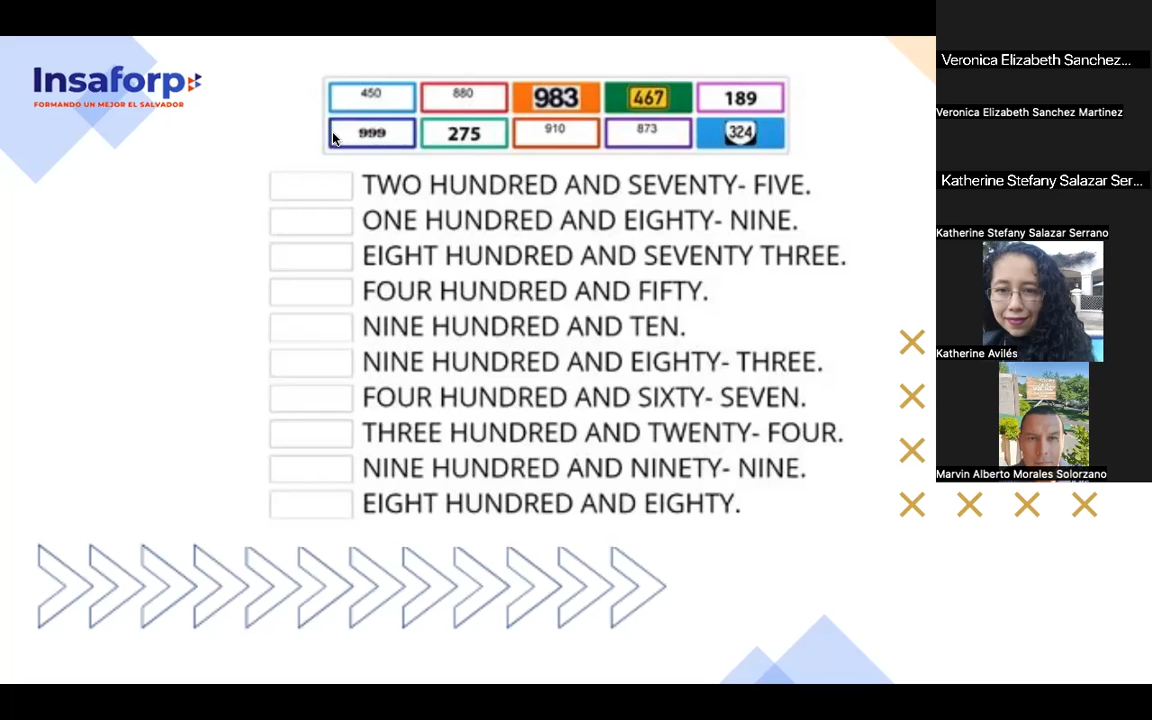 Insaforp
FORMANDO UN MEJOR EL SALVADOR
450 880 983 467 189
999 275 910 873 324
TWO HUNDRED AND SEVENTY- FIVE.
ONE HUNDRED AND EIGHTY- NINE.
EIGHT HUNDRED AND SEVENTY THREE.
FOUR HUNDRED AND FIFTY.
NINE HUNDRED AND TEN.
NINE HUNDRED AND EIGHTY- THREE.
FOUR HUNDRED AND SIXTY- SEVEN.
THREE HUNDRED AND TWENTY- FOUR.
NINE HUNDRED AND NINETY- NINE.
EIGHT HUNDRED AND EIGHTY.
Veronica Elizabeth Sanchez...
Veronica Elizabeth Sanchez Martinez
Katherine Stefany Salazar Ser...
Katherine Stefany Salazar Serrano
Katherine Avilés
Marvin Alberto Morales Solorzano